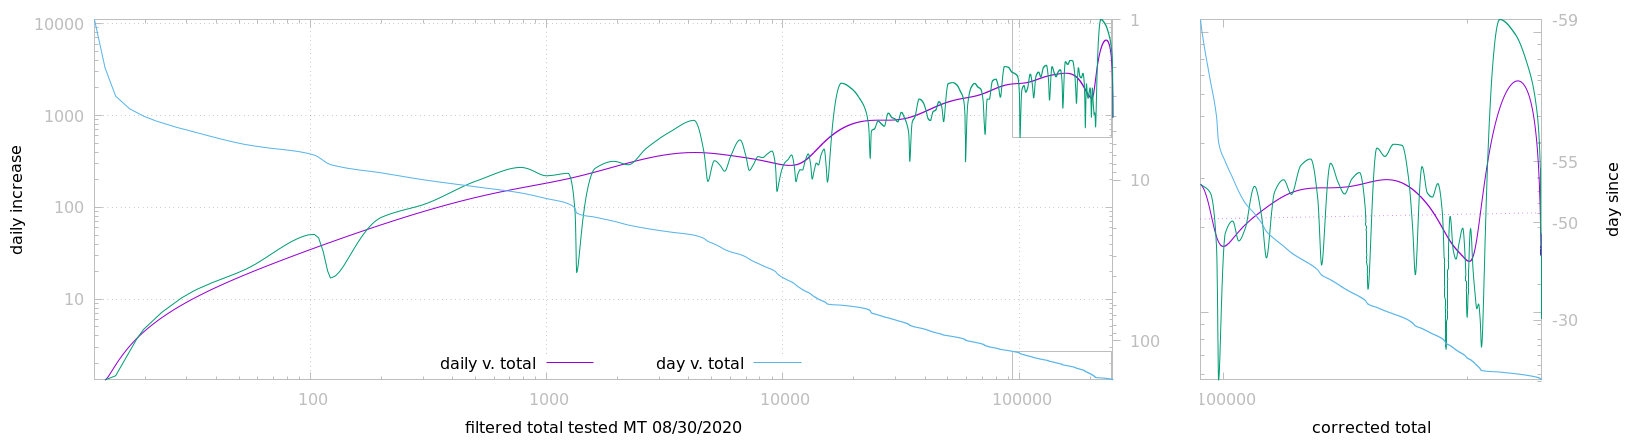 10000
1000
100
10
daily increase
1
10
100
daily v. total
day v. total
100
1000
10000
100000
filtered total tested MT 08/30/2020
-59
-55
-50
-30
day since
100000
corrected total